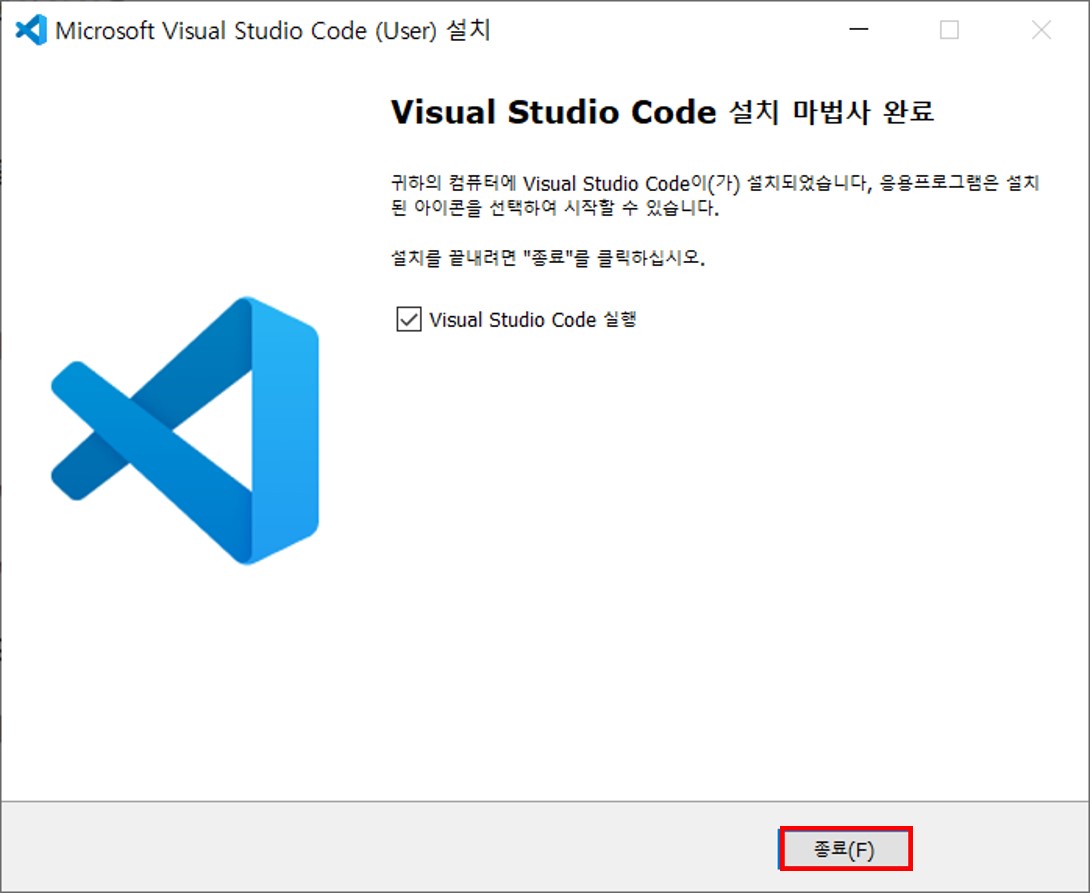 Microsoft Visual Studio Code (User) 설치
Visual Studio Code 설치 마법사 완료
귀하의 컴퓨터에 Visual Studio Code이(가) 설치되었습니다, 응용프로그램은 설치
된 아이콘을 선택하여 시작할 수 있습니다.
설치를 끝내려면 "종료"를 클릭하십시오.
Visual Studio Code 실행
종료(F)